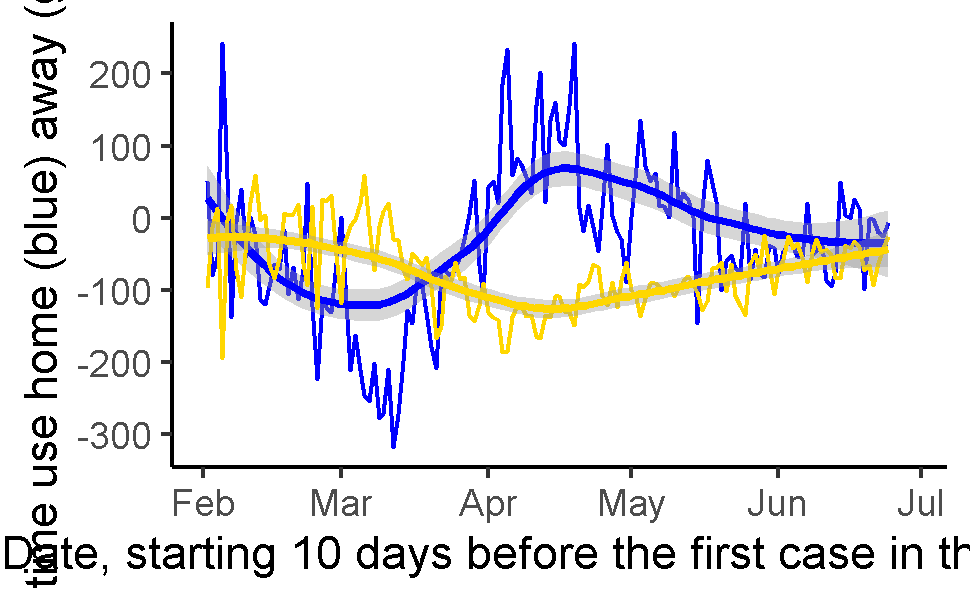 time use home (blue) away (
200
100
0
-100
-200
-300
Feb Mar Apr May Jun Jul
Date, starting 10 days before the first case in th